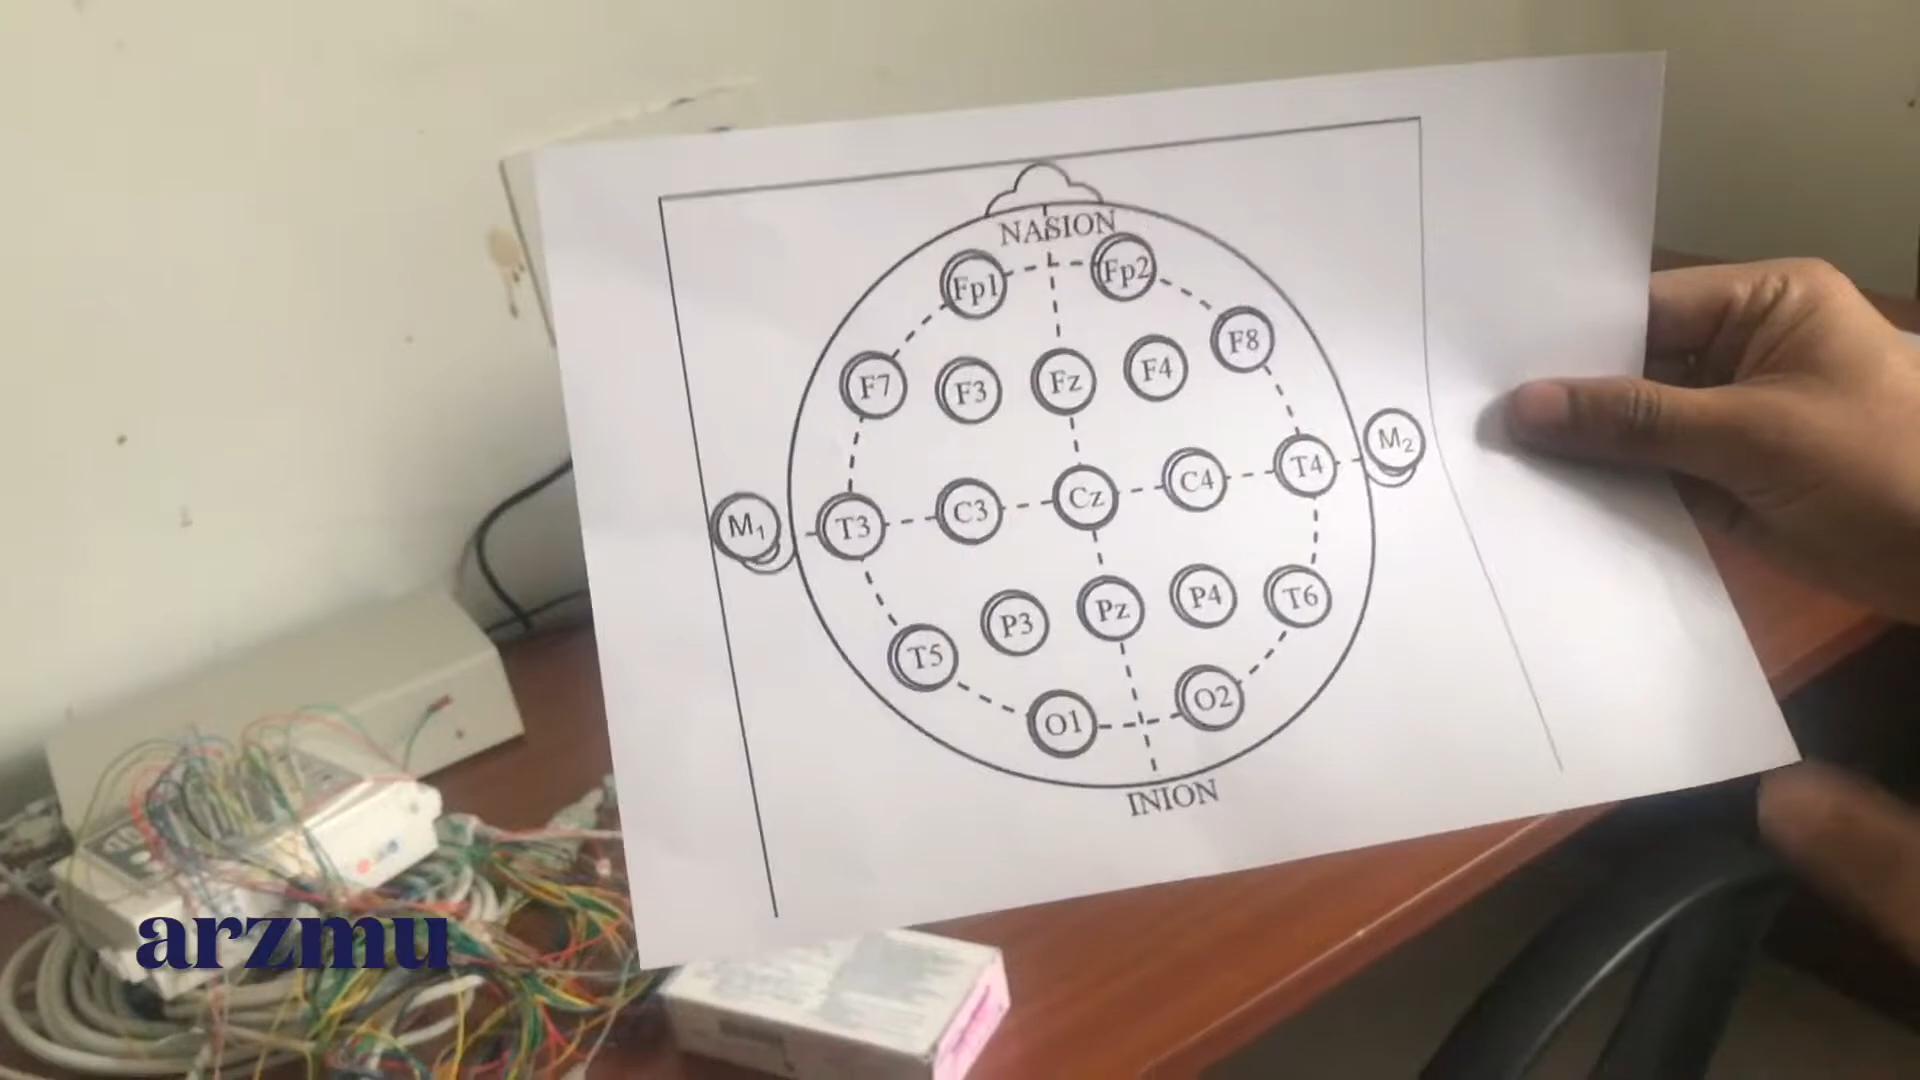 NASION
Fp1 Fp2
F7 F3 Fz F4 F8
M₁ T3 C3 Cz C4 T4 M₂
T5 P3 Pz P4 T6
O1 O2
INION
arzmu